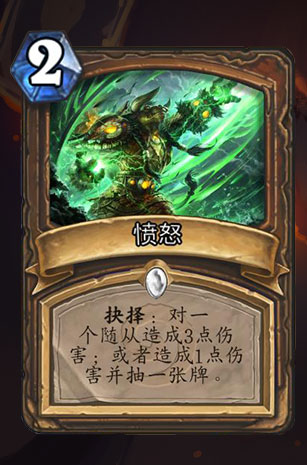 2
愤怒
抉择：对一
个随从造成3点伤
害；或者造成1点伤
害并抽一张牌。